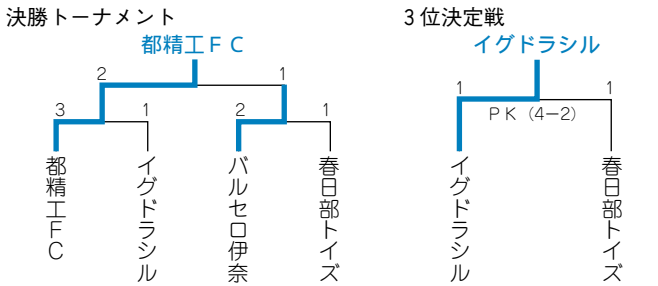 決勝トーナメント
都精工ＦＣ
2
1
3
1
2
1
都精工ＦＣ
イグドラシル
バルセロ伊奈
春日部トイズ
３位決定戦
イグドラシル
1
1
ＰＫ（4－2）
イグドラシル
春日部トイズ